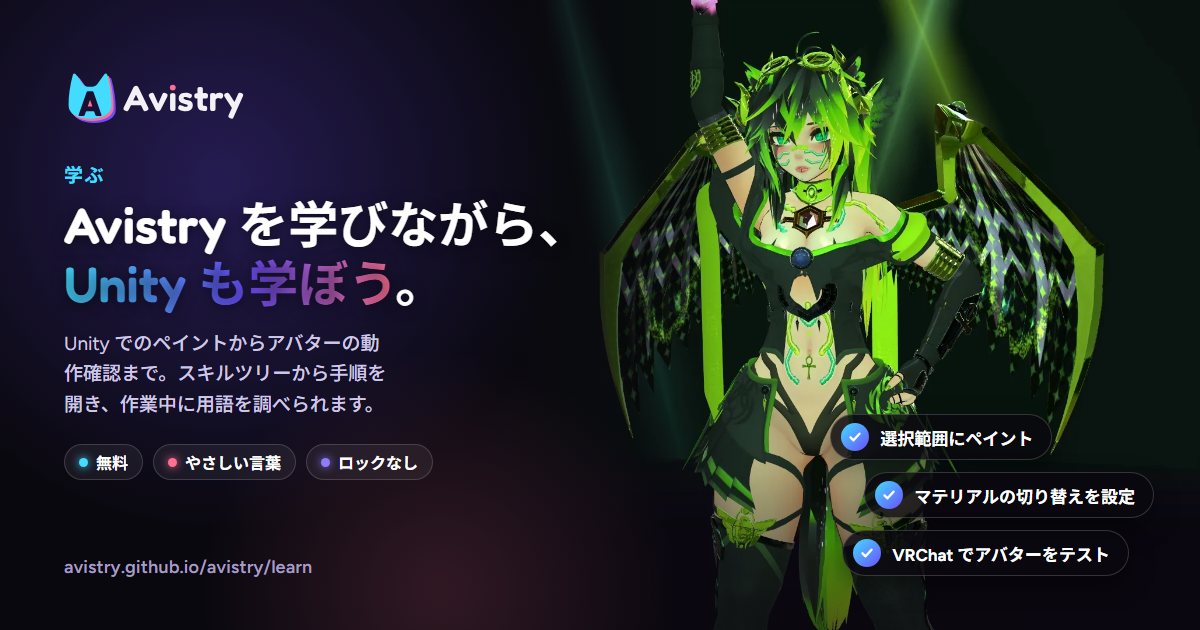 Avistry
学ぶ
Avistry を学びながら、
Unity も学ぼう。
Unity でのペイントからアバターの動
作確認まで。スキルツリーから手順を
開き、作業中に用語を調べられます。
無料
やさしい言葉
ロックなし
選択範囲にペイント
マテリアルの切り替えを設定
VRChat でアバターをテスト
avistry.github.io/avistry/learn